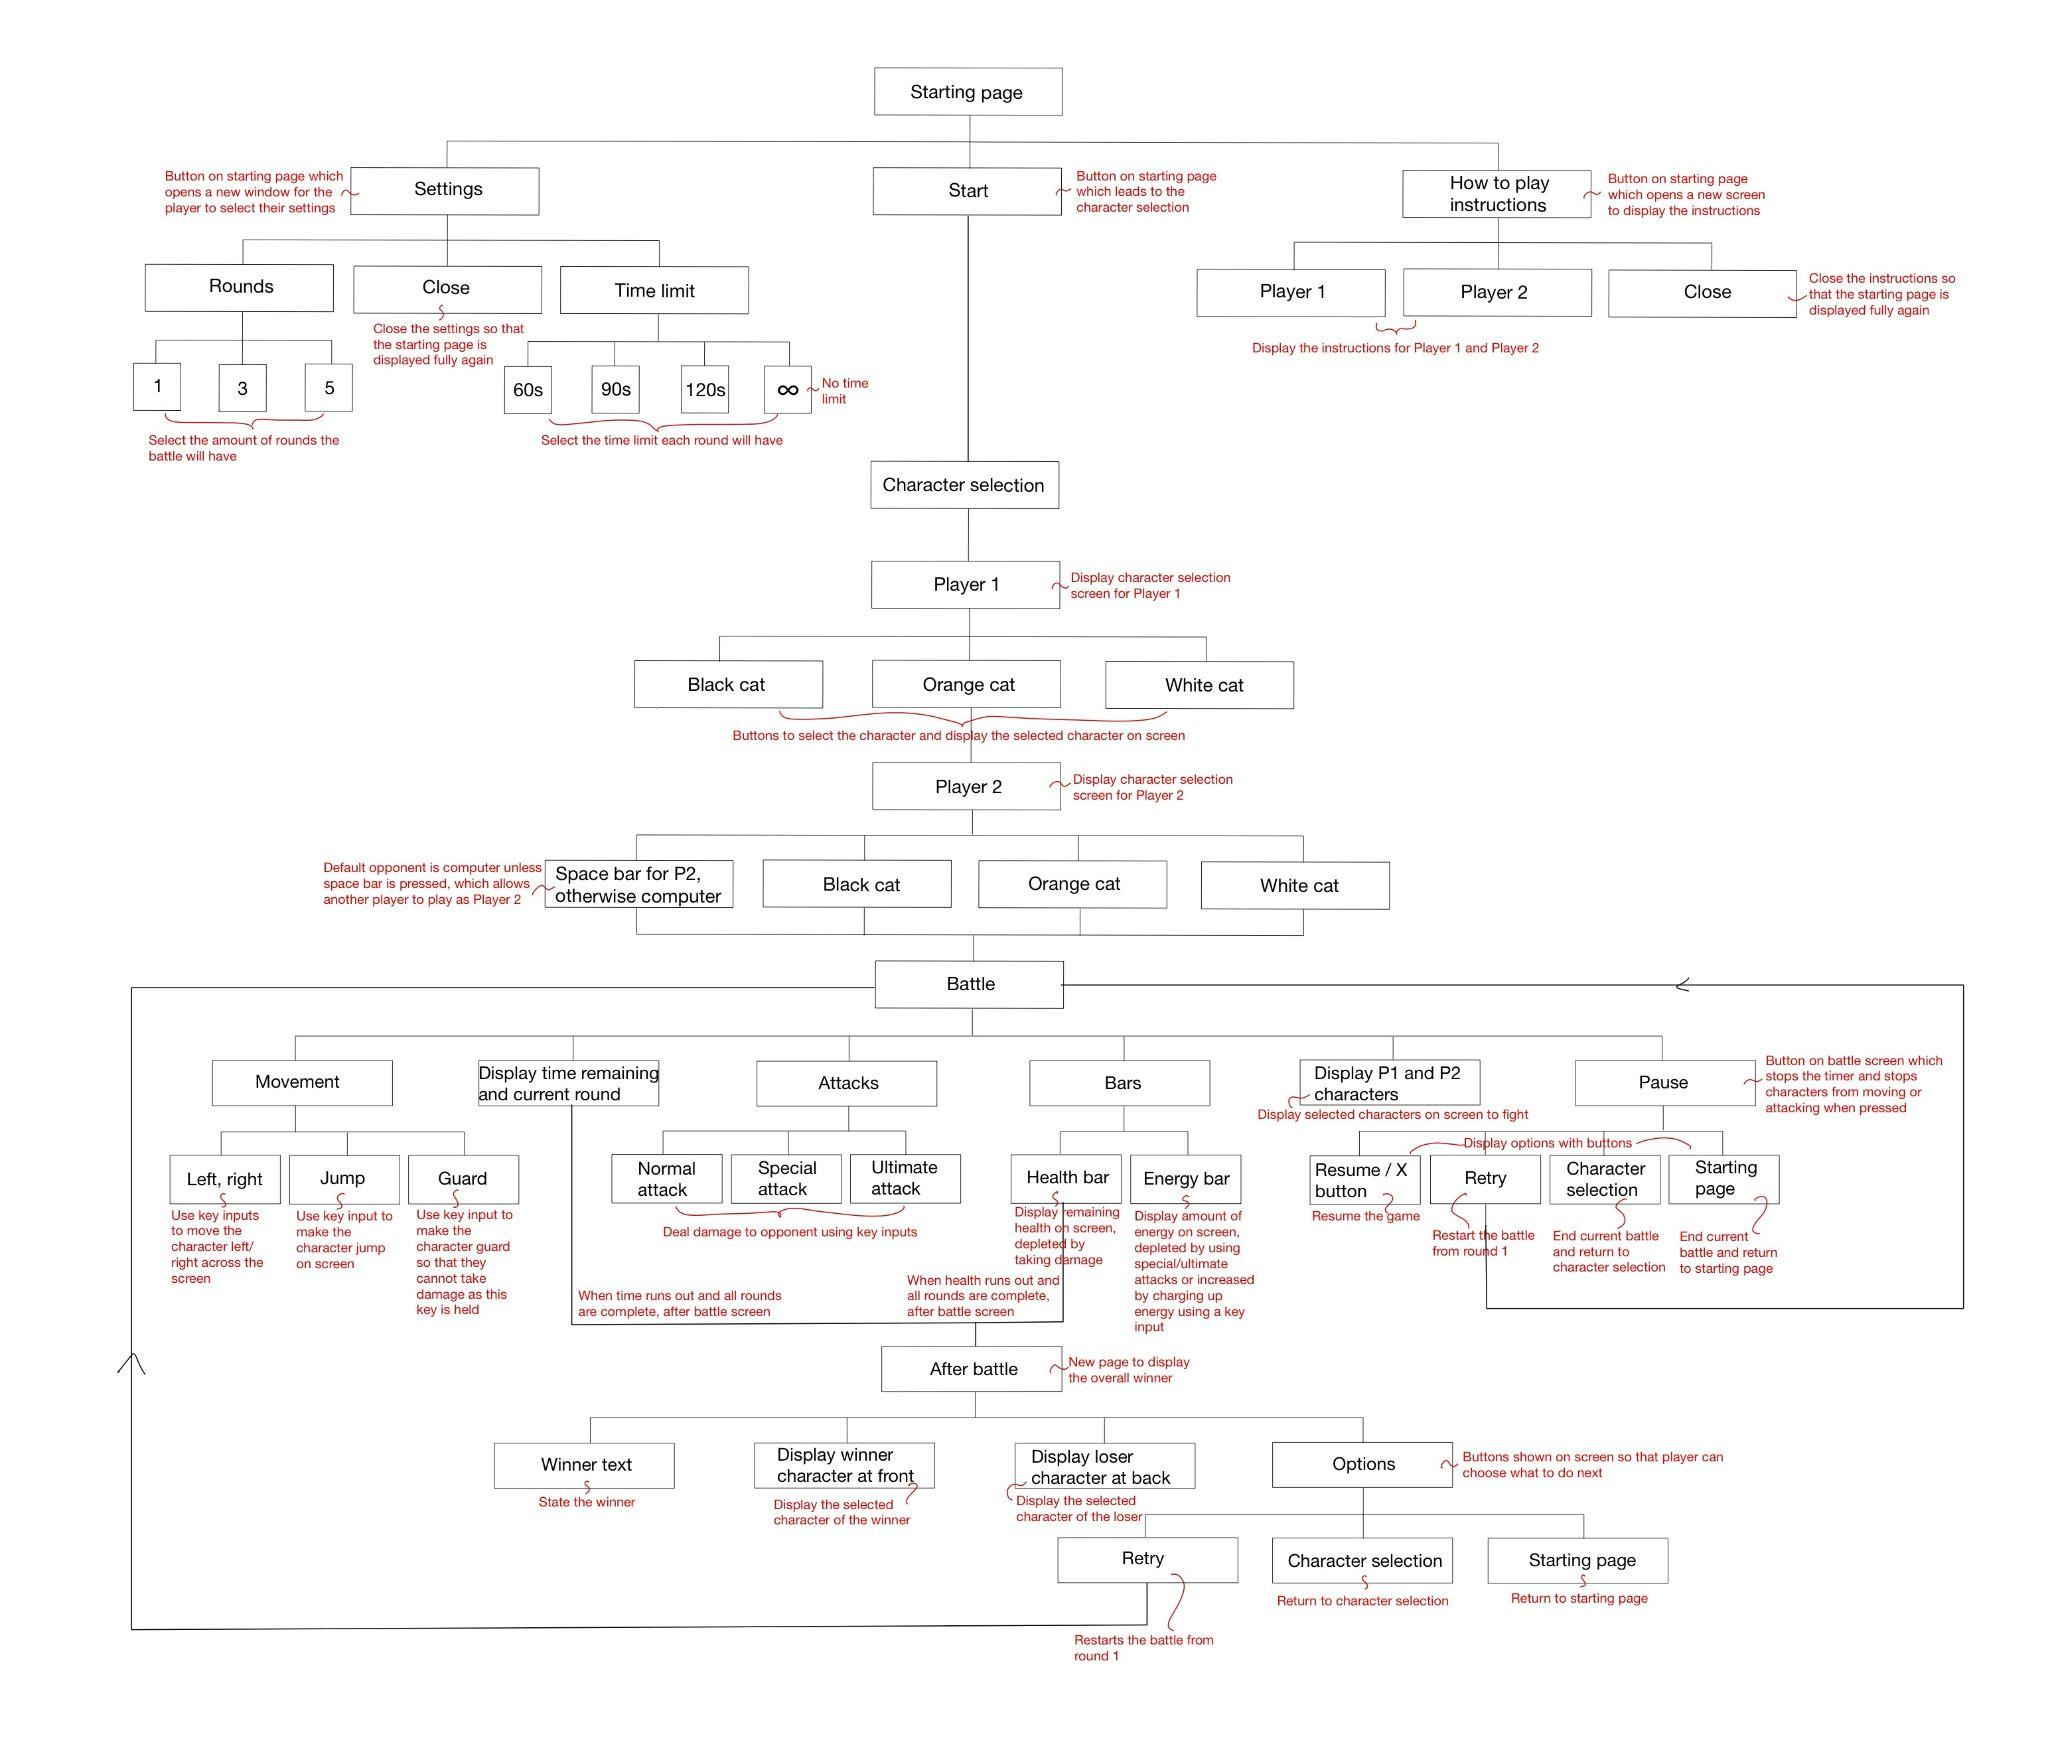 Starting page
Button on starting page which
opens a new window for the
player to select their settings
Settings
Start
Button on starting page
which leads to the
character selection
How to play
instructions
Button on starting page
which opens a new screen
to display the instructions
Rounds
Close
Time limit
Close the settings so that
the starting page is
displayed fully again
Player 1
Player 2
Close
Close the instructions so
that the starting page is
displayed fully again
Display the instructions for Player 1 and Player 2
1
3
5
60s
90s
120s
∞
No time
limit
Select the amount of rounds the
battle will have
Select the time limit each round will have
Character selection
Player 1
Display character selection
screen for Player 1
Black cat
Orange cat
White cat
Buttons to select the character and display the selected character on screen
Player 2
Display character selection
screen for Player 2
Default opponent is computer unless
space bar is pressed, which allows
another player to play as Player 2
Space bar for P2,
otherwise computer
Black cat
Orange cat
White cat
Battle
Movement
Display time remaining
and current round
Attacks
Bars
Display P1 and P2
characters
Display selected characters on screen to fight
Pause
Button on battle screen which
stops the timer and stops
characters from moving or
attacking when pressed
Display options with buttons
Left, right
Jump
Guard
Use key inputs
to move the
character left/
right across the
screen
Use key input to
make the
character jump
on screen
Use key input to
make the
character guard
so that they
cannot take
damage as this
key is held
Normal
attack
Special
attack
Ultimate
attack
Deal damage to opponent using key inputs
Health bar
Energy bar
Display remaining
health on screen,
depleted by
taking damage
Display amount of
energy on screen,
depleted by using
special/ultimate
attacks or increased
by charging up
energy using a key
input
Resume / X
button
Retry
Character
selection
Starting
page
Resume the game
Restart the battle
from round 1
End current battle
and return to
character selection
End current
battle and return
to starting page
When time runs out and all rounds
are complete, after battle screen
When health runs out and
all rounds are complete,
after battle screen
After battle
New page to display
the overall winner
Winner text
State the winner
Display winner
character at front
Display the selected
character of the winner
Display loser
character at back
Display the selected
character of the loser
Options
Buttons shown on screen so that player can
choose what to do next
Retry
Character selection
Starting page
Return to character selection
Return to starting page
Restarts the battle from
round 1